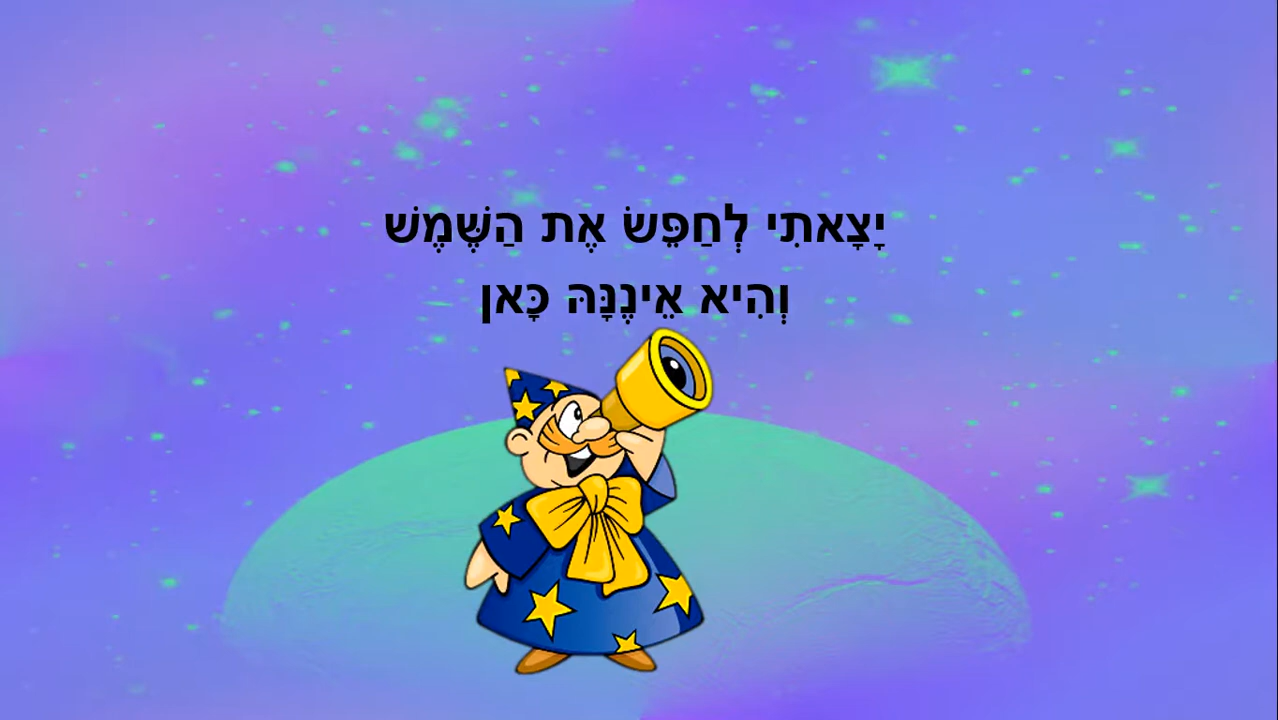 יָצָאתִי לְחַפֵּשׂ אֶת הַשֶּׁמֶשׁ
וְהִיא אֵינֶנָּהּ כָּאן